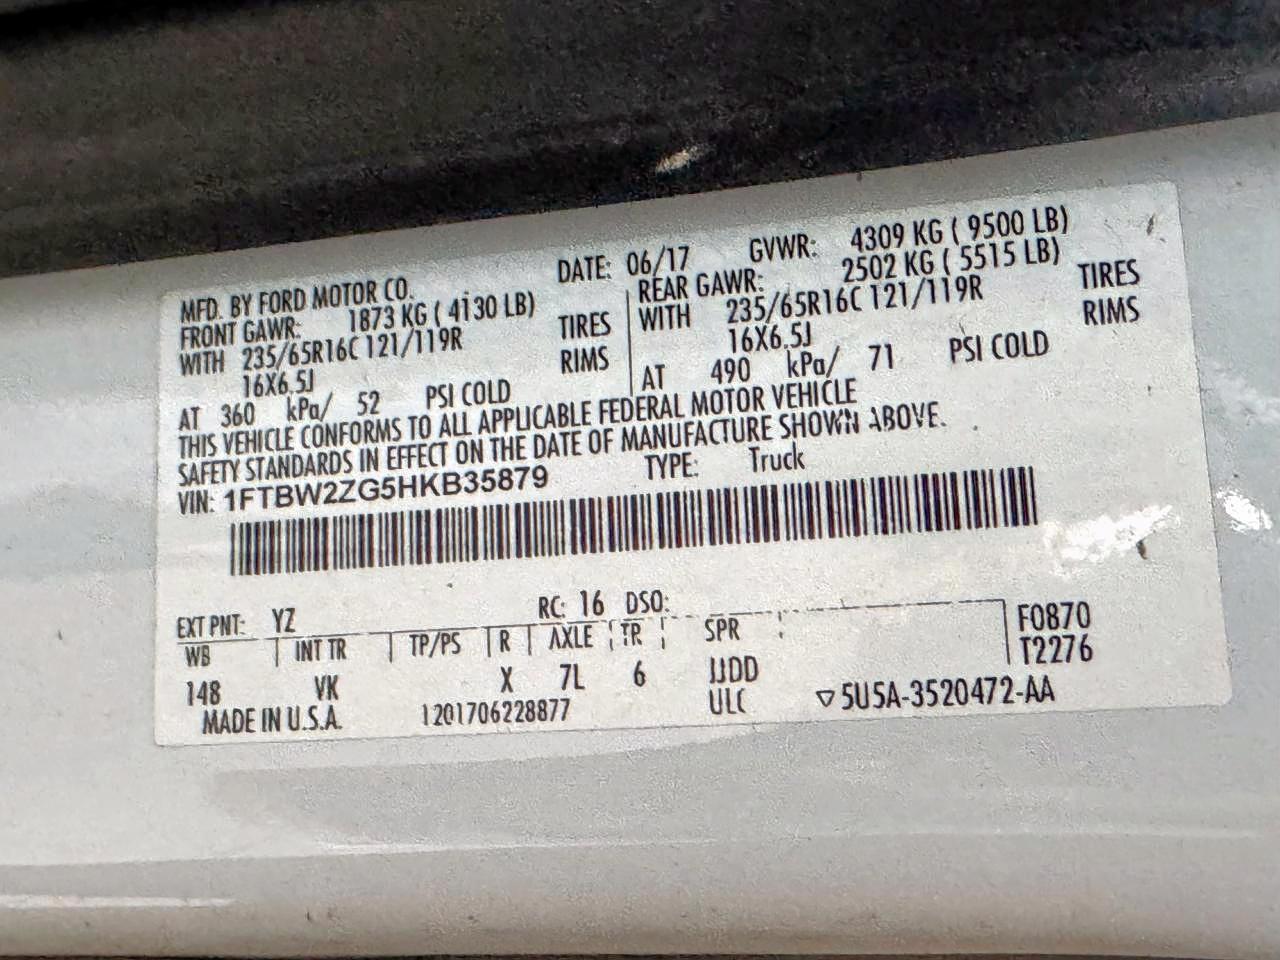 MFD. BY FORD MOTOR CO. DATE: 06/17 GVWR: 4309 KG ( 9500 LB)
FRONT GAWR: 1873 KG ( 4130 LB)
WITH 235/65R16C 121/119R TIRES
16X6.5J RIMS
AT 360 kPa/ 52 PSI COLD
REAR GAWR: 2502 KG ( 5515 LB)
WITH 235/65R16C 121/119R TIRES
16X6.5J RIMS
AT 490 kPa/ 71 PSI COLD
THIS VEHICLE CONFORMS TO ALL APPLICABLE FEDERAL MOTOR VEHICLE
SAFETY STANDARDS IN EFFECT ON THE DATE OF MANUFACTURE SHOWN ABOVE.
VIN: 1FTBW2ZG5HKB35879 TYPE: Truck
EXT PNT: YZ RC: 16 DSO:
WB INT TR TP/PS R AXLE TR SPR F0870
T2276
148 VK X 7L 6 JJDD
MADE IN U.S.A. 1201706228877 ULC ▽5U5A-3520472-AA